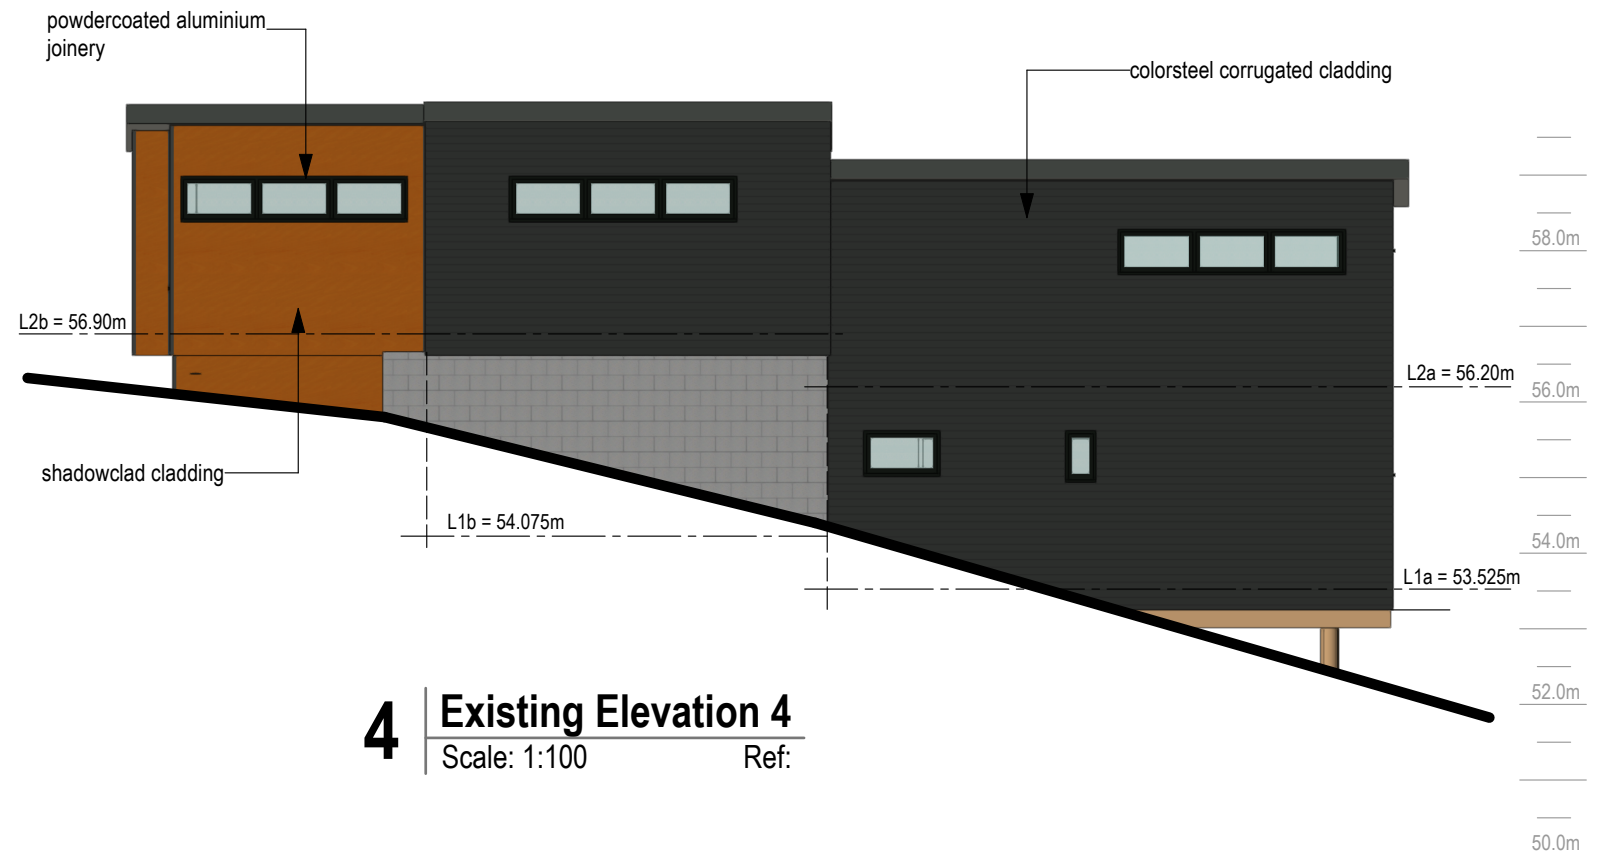 powdercoated aluminium
joinery
colorsteel corrugated cladding
58.0m
L2b = 56.90m
L2a = 56.20m
56.0m
shadowclad cladding
L1b = 54.075m
54.0m
L1a = 53.525m
52.0m
4
Existing Elevation 4
Scale: 1:100 Ref:
50.0m